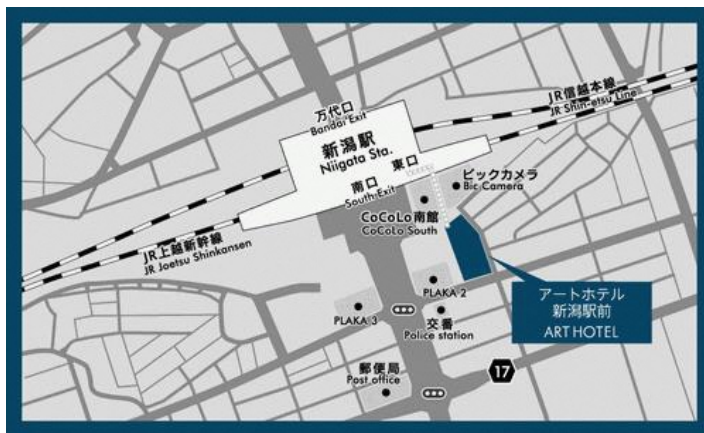 JR信越本線
JR Shin-etsu Line
万代口
Bandai Exit
新潟駅
Niigata Sta.
東口
南口
South Exit
ビックカメラ
Bic Camera
CoCoLo南館
CoCoLo South
JR上越新幹線
JR Joetsu Shinkansen
PLAKA 2
アートホテル
新潟駅前
ART HOTEL
PLAKA 3
交番
Police station
郵便局
Post office
17